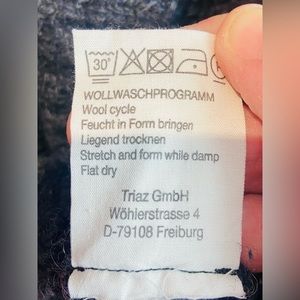 30°
WOLLWASCHPROGRAMM
Wool cycle
Feucht in Form bringen
Liegend trocknen
Stretch and form while damp
Flat dry
Triaz GmbH
Wöhlerstrasse 4
D-79108 Freiburg